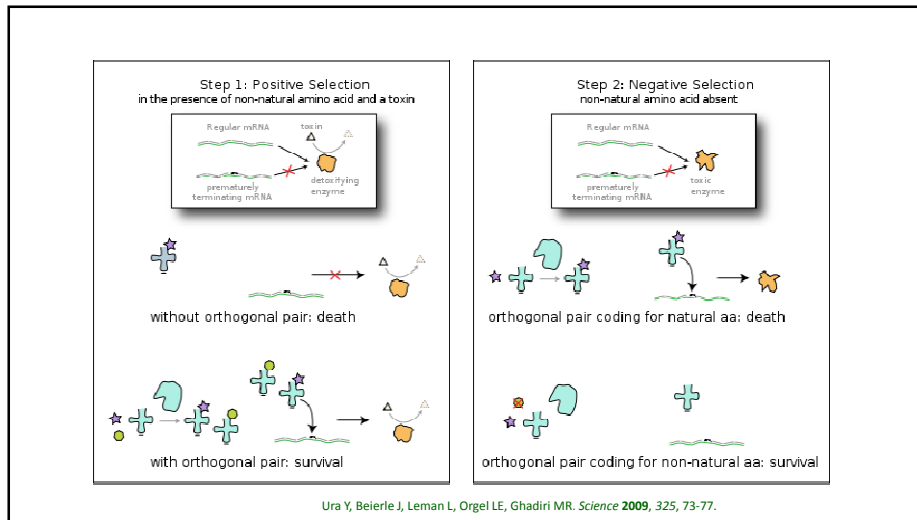 Step 1: Positive Selection
in the presence of non-natural amino acid and a toxin
Regular mRNA
toxin
prematurely
terminating mRNA
detoxifying
enzyme
without orthogonal pair: death
with orthogonal pair: survival
Step 2: Negative Selection
non-natural amino acid absent
Regular mRNA
prematurely
terminating mRNA
toxic
enzyme
orthogonal pair coding for natural aa: death
orthogonal pair coding for non-natural aa: survival
Ura Y, Beierle J, Leman L, Orgel LE, Ghadiri MR. Science 2009, 325, 73-77.